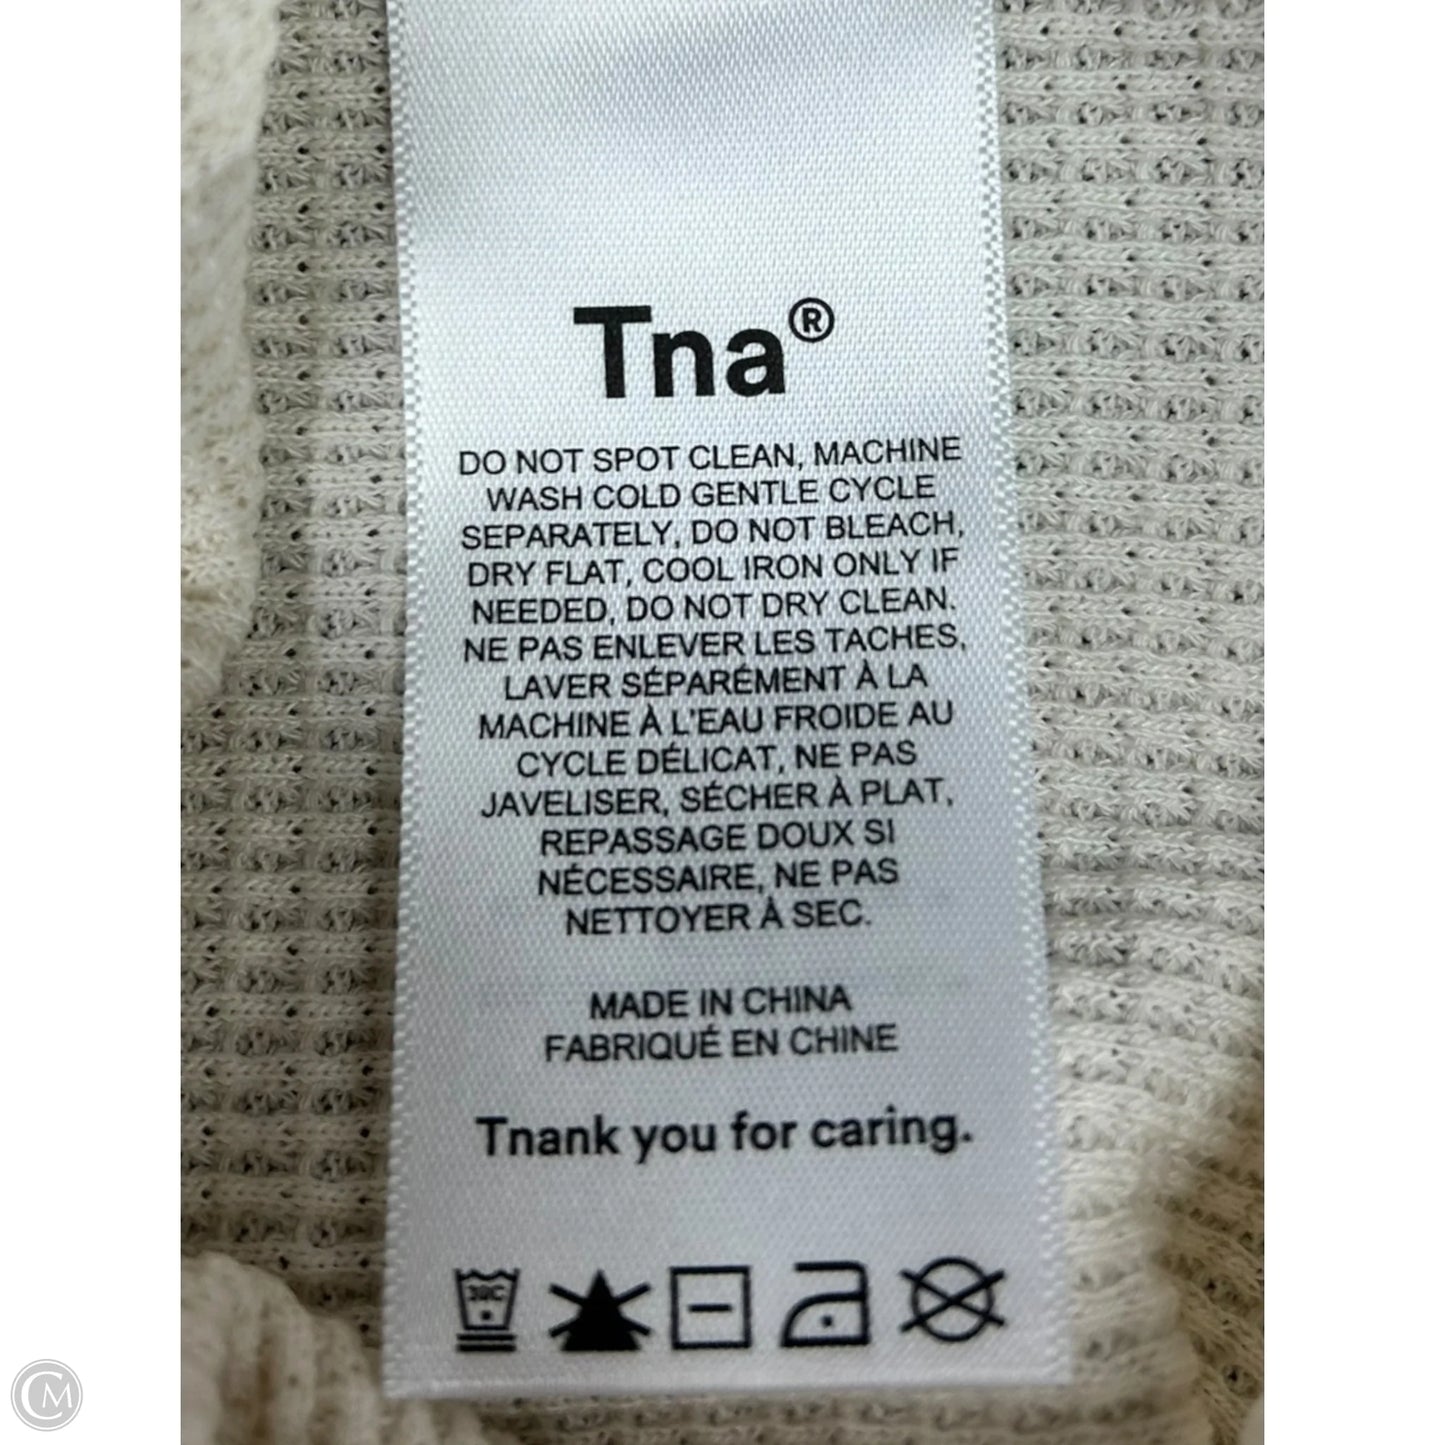 Tna®
DO NOT SPOT CLEAN, MACHINE
WASH COLD GENTLE CYCLE
SEPARATELY, DO NOT BLEACH,
DRY FLAT, COOL IRON ONLY IF
NEEDED, DO NOT DRY CLEAN.
NE PAS ENLEVER LES TACHES,
LAVER SÉPARÉMENT À LA
MACHINE À L'EAU FROIDE AU
CYCLE DÉLICAT, NE PAS
JAVELISER, SÉCHER À PLAT,
REPASSAGE DOUX SI
NÉCESSAIRE, NE PAS
NETTOYER À SEC.
MADE IN CHINA
FABRIQUÉ EN CHINE
Tnank you for caring.
30C
CM